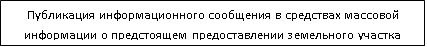 Публикация информационного сообщения в средствах массовой
информации о предстоящем предоставлении земельного участка